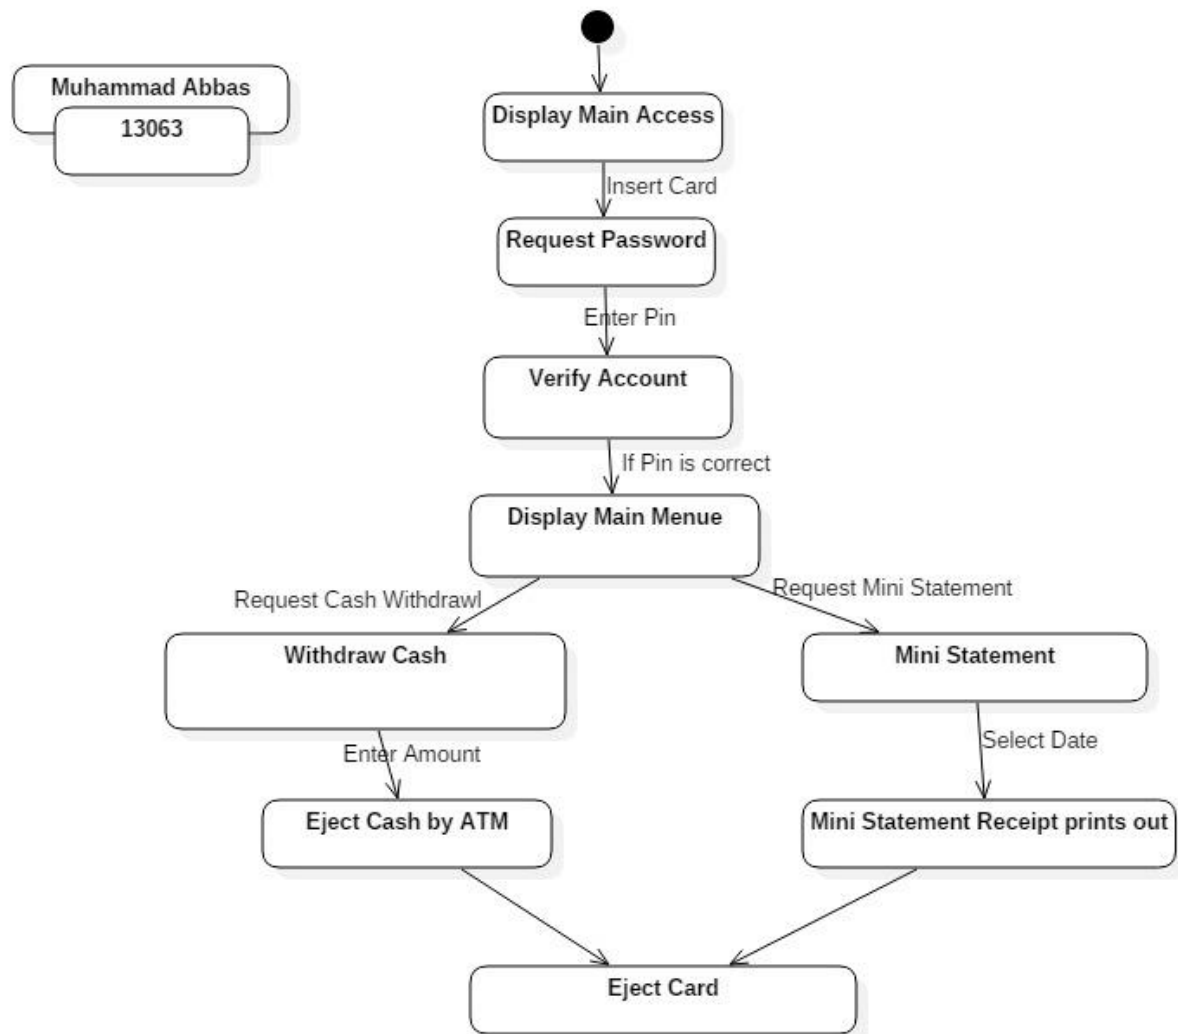 Muhammad Abbas
13063
Display Main Access
Insert Card
Request Password
Enter Pin
Verify Account
If Pin is correct
Display Main Menue
Request Cash Withdrawl
Request Mini Statement
Withdraw Cash
Mini Statement
Enter Amount
Select Date
Eject Cash by ATM
Mini Statement Receipt prints out
Eject Card